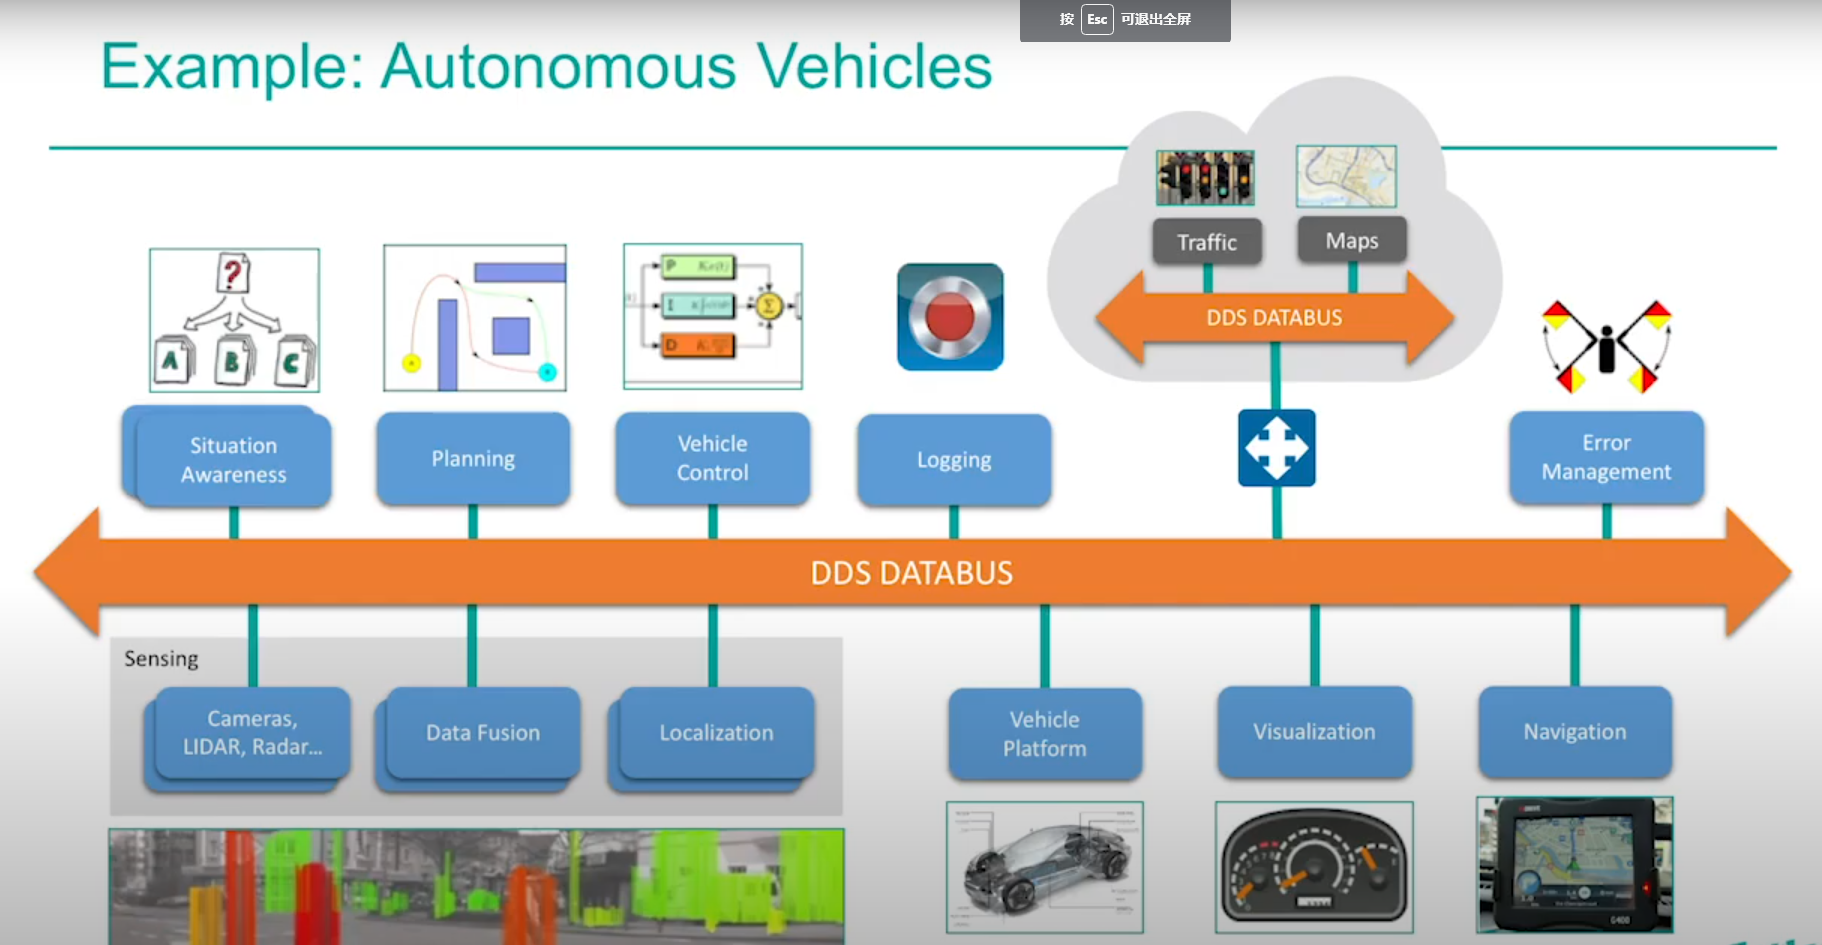 按 Esc 可退出全屏
Example: Autonomous Vehicles
Traffic
Maps
DDS DATABUS
?
A
B
C
P
I
D
Σ
Situation
Awareness
Planning
Vehicle
Control
Logging
Error
Management
DDS DATABUS
Sensing
Cameras,
LIDAR, Radar...
Data Fusion
Localization
Vehicle
Platform
Visualization
Navigation